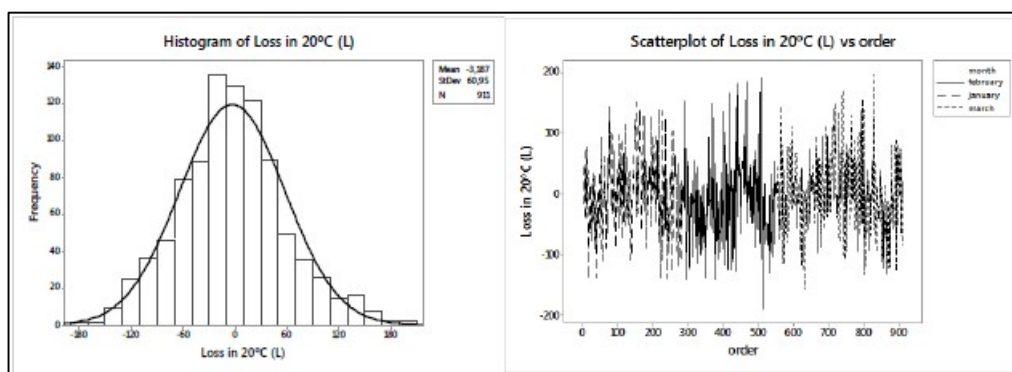 Histogram of Loss in 20ºC (L)
140
120
100
80
60
40
20
0
Frequency
-180
-120
-60
0
60
120
180
Loss in 20ºC (L)
Mean -3,187
StDev 60,95
N 911
Scatterplot of Loss in 20ºC (L) vs order
200
100
0
-100
-200
Loss in 20ºC (L)
0
100
200
300
400
500
600
700
800
900
order
month
february
january
march